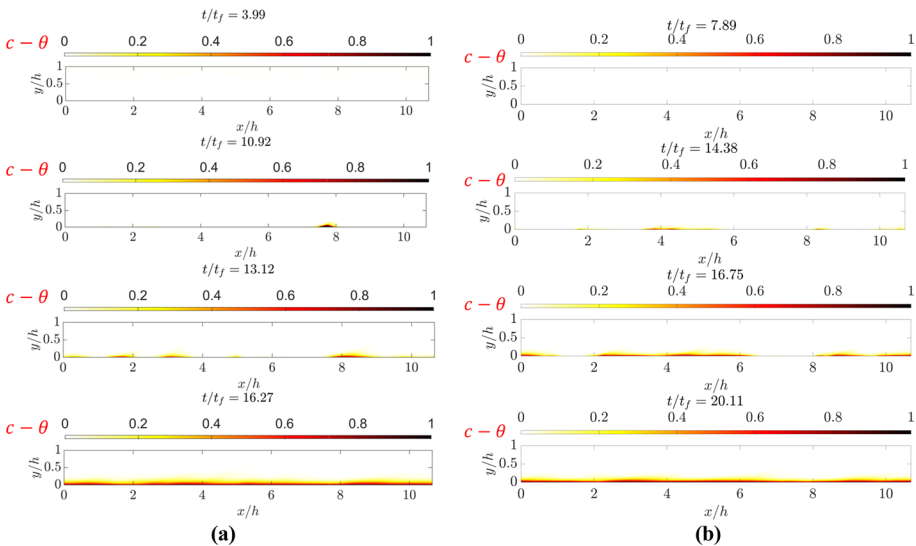 t/t_f = 3.99
c − θ
0 0.2 0.4 0.6 0.8 1
y/h
1
0.5
0
0 2 4 6 8 10
x/h
t/t_f = 10.92
c − θ
0 0.2 0.4 0.6 0.8 1
y/h
1
0.5
0
0 2 4 6 8 10
x/h
t/t_f = 13.12
c − θ
0 0.2 0.4 0.6 0.8 1
y/h
1
0.5
0
0 2 4 6 8 10
x/h
t/t_f = 16.27
c − θ
0 0.2 0.4 0.6 0.8 1
y/h
1
0.5
0
0 2 4 6 8 10
x/h
(a)
t/t_f = 7.89
c − θ
0 0.2 0.4 0.6 0.8 1
y/h
1
0.5
0
0 2 4 6 8 10
x/h
t/t_f = 14.38
c − θ
0 0.2 0.4 0.6 0.8 1
y/h
1
0.5
0
0 2 4 6 8 10
x/h
t/t_f = 16.75
c − θ
0 0.2 0.4 0.6 0.8 1
y/h
1
0.5
0
0 2 4 6 8 10
x/h
t/t_f = 20.11
c − θ
0 0.2 0.4 0.6 0.8 1
y/h
1
0.5
0
0 2 4 6 8 10
x/h
(b)